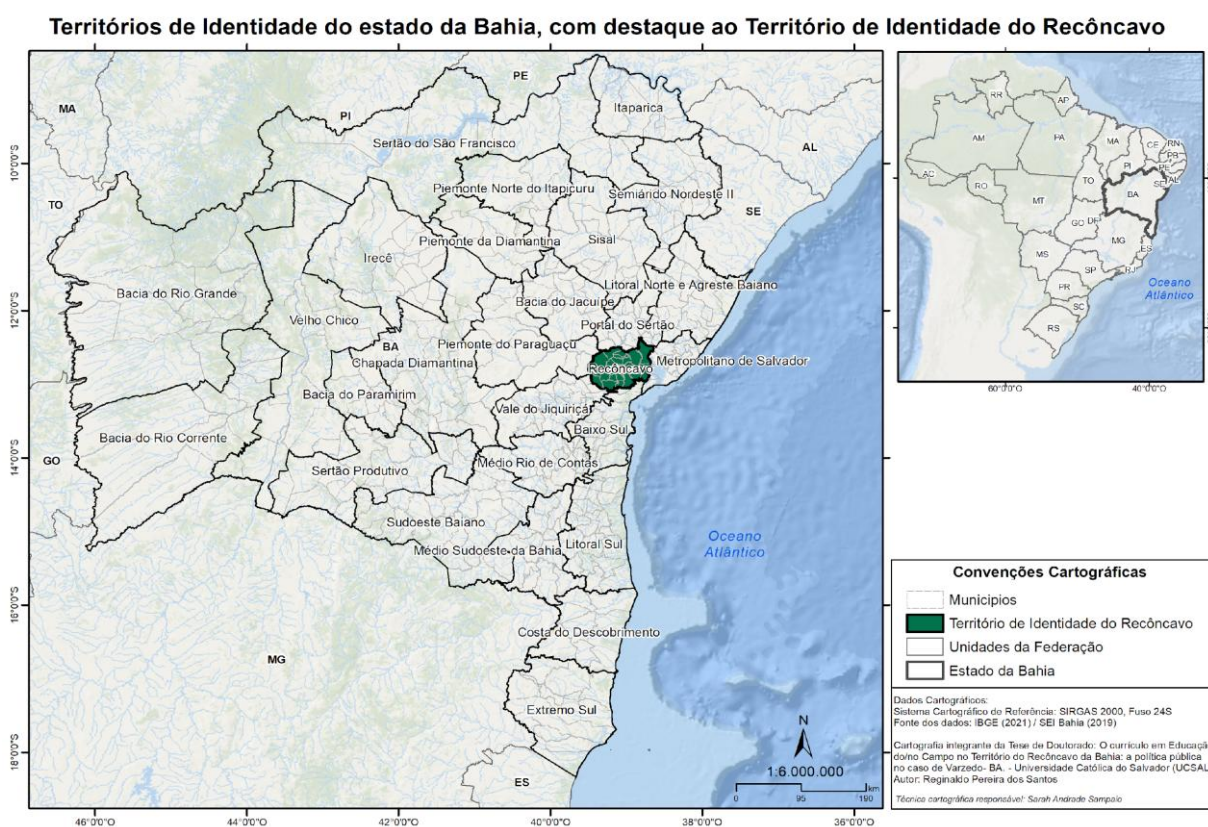 Territórios de Identidade do estado da Bahia, com destaque ao Território de Identidade do Recôncavo
PE
MA
PI
Itaparica
Sertão do São Francisco
AL
10°0'0"S
TO
Piemonte Norte do Itapicuru
Semiárido Nordeste II
SE
Piemonte da Diamantina
Sisal
Irecê
Litoral Norte e Agreste Baiano
Bacia do Rio Grande
Bacia do Jacuípe
12°0'0"S
Velho Chico
Portal do Sertão
BA
Piemonte do Paraguaçu
Chapada Diamantina
Metropolitano de Salvador
Recôncavo
Bacia do Paramirim
Vale do Jiquiriçá
Baixo Sul
Bacia do Rio Corrente
14°0'0"S
GO
Médio Rio de Contas
Sertão Produtivo
Sudoeste Baiano
Litoral Sul
Médio Sudoeste da Bahia
Oceano
Atlântico
16°0'0"S
Costa do Descobrimento
MG
Extremo Sul
18°0'0"S
ES
N
1:6.000.000
km
0 95 190
46°0'0"O 44°0'0"O 42°0'0"O 40°0'0"O 38°0'0"O 36°0'0"O
RR
AP
AM
PA
MA
CE
RN
PB
PI
PE
AL
SE
AC
RO
TO
BA
MT
GO
DF
MG
ES
MS
SP
RJ
PR
SC
RS
Oceano
Atlântico
60°0'0"O 40°0'0"O
Convenções Cartográficas
Municipios
Território de Identidade do Recôncavo
Unidades da Federação
Estado da Bahia
Dados Cartográficos:
Sistema Cartográfico de Referência: SIRGAS 2000, Fuso 24S
Fonte dos dados: IBGE (2021) / SEI Bahia (2019)
Cartografia integrante da Tese de Doutorado: O currículo em Educação
do/no Campo no Território do Recôncavo da Bahia: a política pública
no caso de Varzedo- BA. - Universidade Católica do Salvador (UCSAL)
Autor: Reginaldo Pereira dos Santos
Técnica cartográfica responsável: Sarah Andrade Sampaio